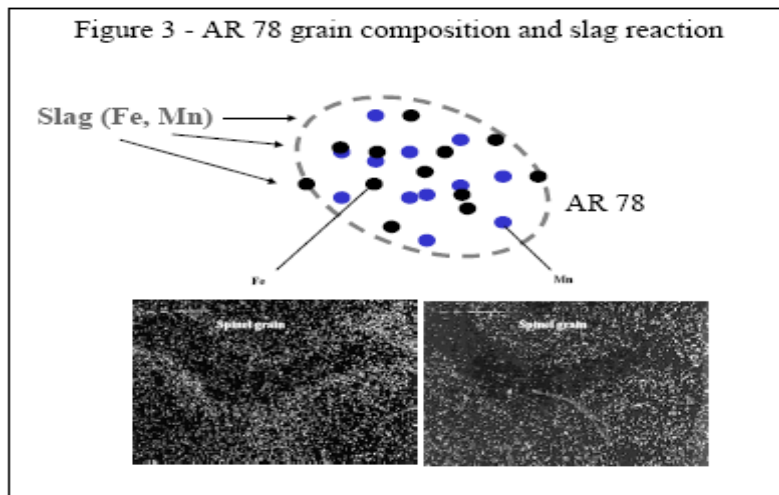 Figure 3 - AR 78 grain composition and slag reaction
Slag (Fe, Mn)
AR 78
Fe
Mn
Spinel grain
Spinel grain